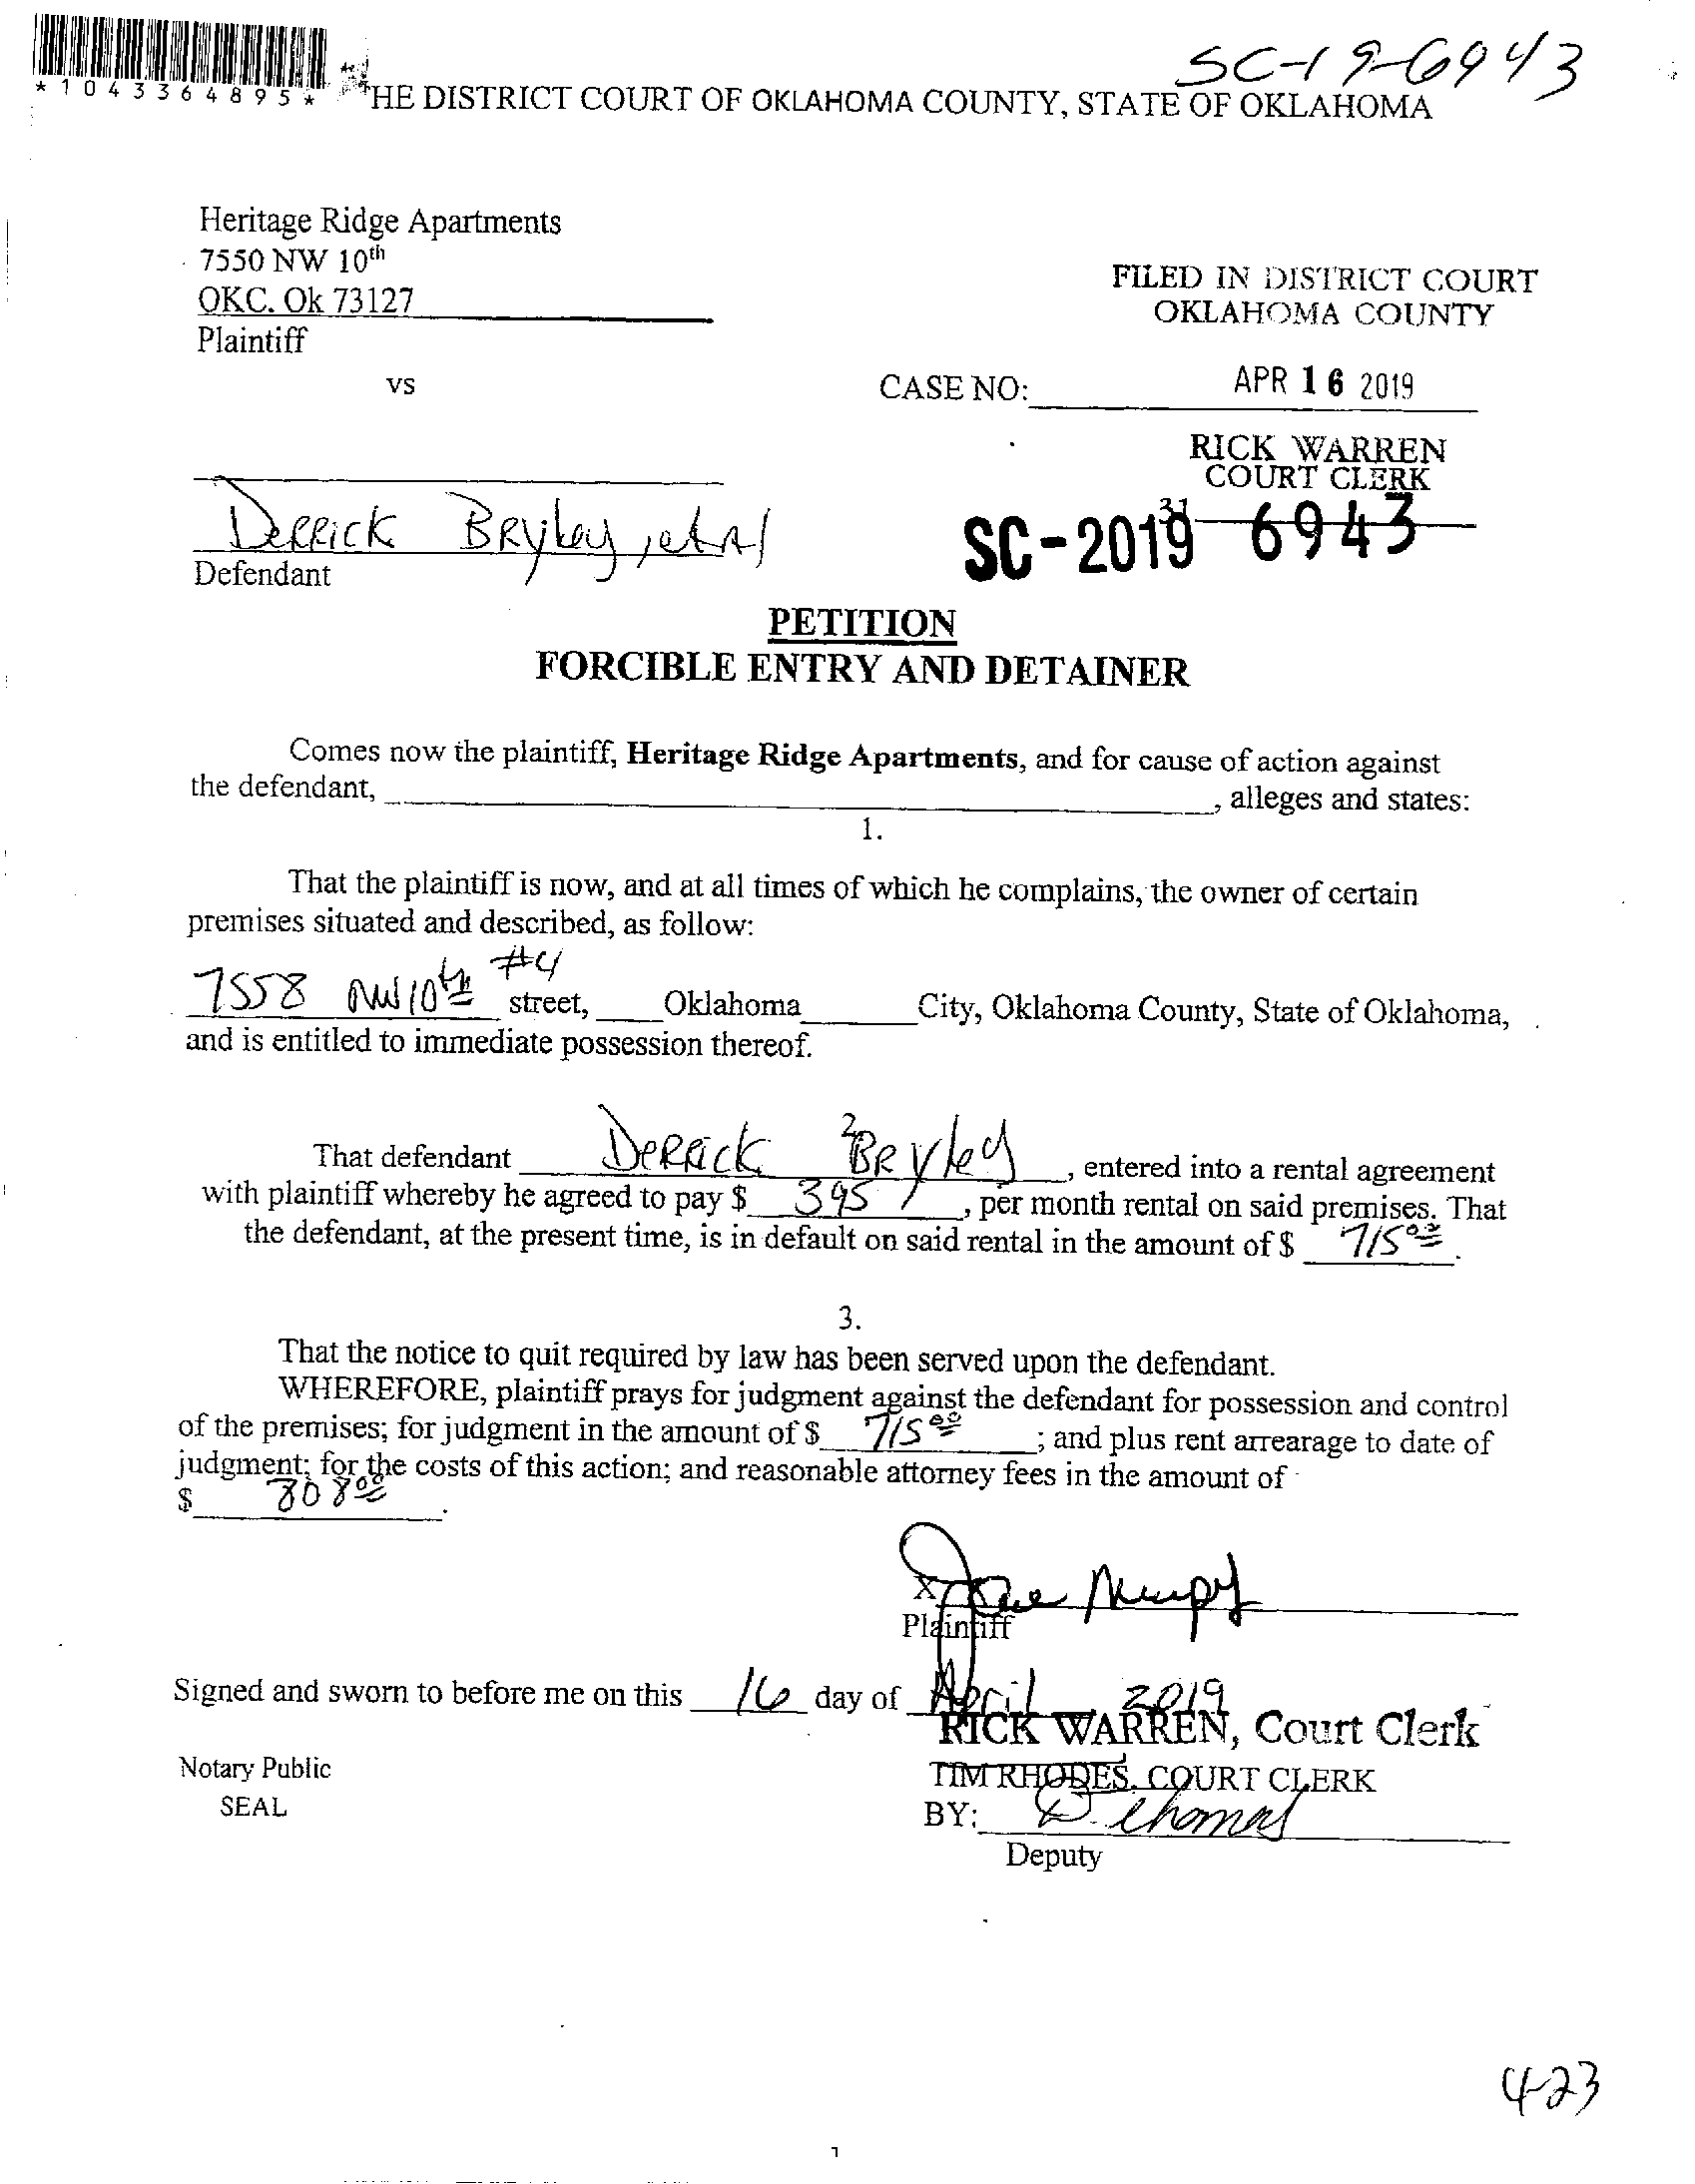 SC-19-6943
*1043364895*
THE DISTRICT COURT OF OKLAHOMA COUNTY, STATE OF OKLAHOMA
Heritage Ridge Apartments
7550 NW 10th
OKC. Ok 73127
Plaintiff
FILED IN DISTRICT COURT
OKLAHOMA COUNTY
vs
CASE NO:
APR 16 2019
RICK WARREN
COURT CLERK
31
Derrick Bryley, etal
SC-2019 6943
Defendant
PETITION
FORCIBLE ENTRY AND DETAINER
Comes now the plaintiff, Heritage Ridge Apartments, and for cause of action against
the defendant, , alleges and states:
1.
That the plaintiff is now, and at all times of which he complains, the owner of certain
premises situated and described, as follow:
7558 NW 10th #4 street, Oklahoma City, Oklahoma County, State of Oklahoma,
and is entitled to immediate possession thereof.
2
That defendant Derrick Bryley, entered into a rental agreement
with plaintiff whereby he agreed to pay $ 395, per month rental on said premises. That
the defendant, at the present time, is in default on said rental in the amount of $ 715 00.
3.
That the notice to quit required by law has been served upon the defendant.
WHEREFORE, plaintiff prays for judgment against the defendant for possession and control
of the premises; for judgment in the amount of $ 715 00; and plus rent arrearage to date of
judgment; for the costs of this action; and reasonable attorney fees in the amount of
$ 808 00.
X
Plaintiff
Signed and sworn to before me on this 16 day of April 2019
RICK WARREN, Court Clerk
Notary Public
TIM RHODES, COURT CLERK
SEAL
BY: D. Thomas
Deputy
4-23